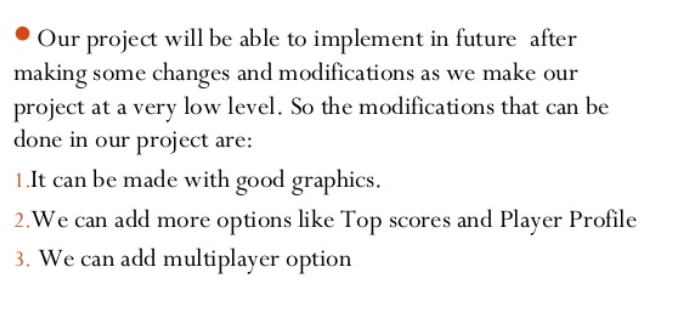 ● Our project will be able to implement in future  after
making some changes and modifications as we make our
project at a very low level. So the modifications that can be
done in our project are:
1.It can be made with good graphics.
2.We can add more options like Top scores and Player Profile
3. We can add multiplayer option